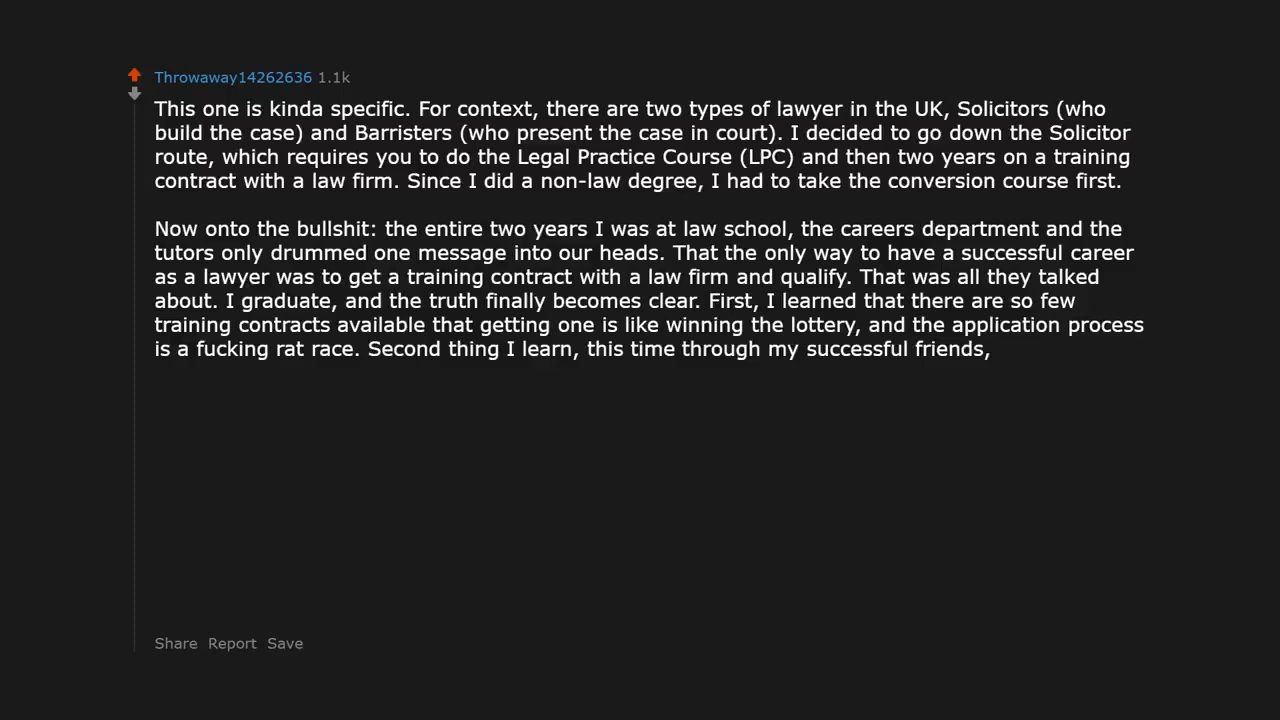 Throwaway14262636 1.1k
This one is kinda specific. For context, there are two types of lawyer in the UK, Solicitors (who
build the case) and Barristers (who present the case in court). I decided to go down the Solicitor
route, which requires you to do the Legal Practice Course (LPC) and then two years on a training
contract with a law firm. Since I did a non-law degree, I had to take the conversion course first.
Now onto the bullshit: the entire two years I was at law school, the careers department and the
tutors only drummed one message into our heads. That the only way to have a successful career
as a lawyer was to get a training contract with a law firm and qualify. That was all they talked
about. I graduate, and the truth finally becomes clear. First, I learned that there are so few
training contracts available that getting one is like winning the lottery, and the application process
is a fucking rat race. Second thing I learn, this time through my successful friends,
Share Report Save